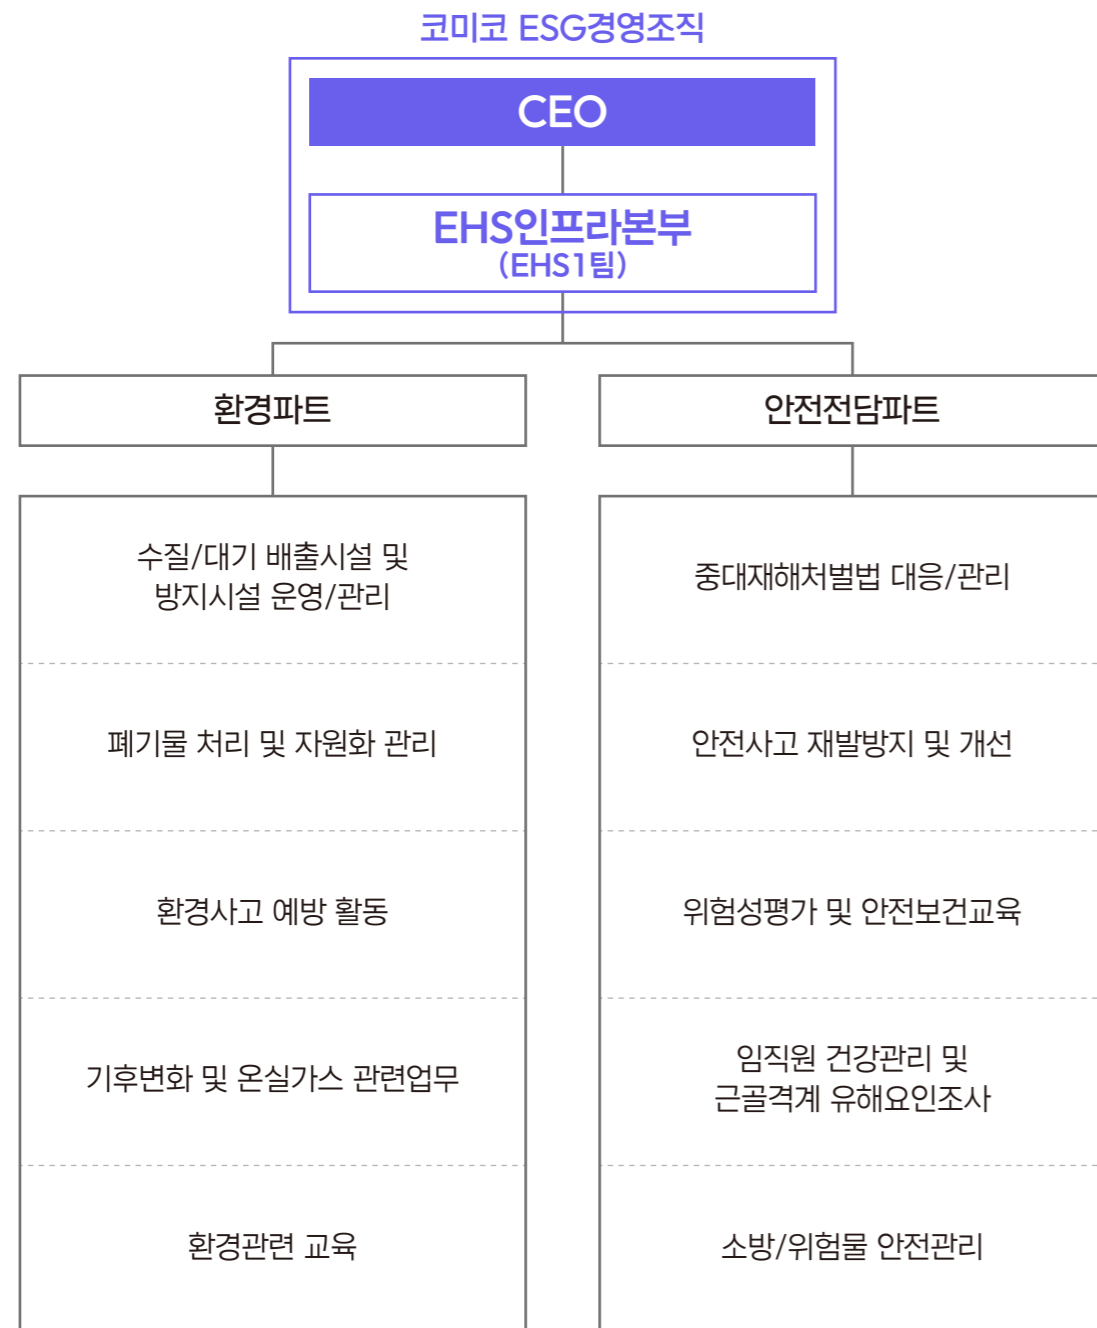 코미코 ESG경영조직
CEO
EHS인프라본부
(EHS1팀)
환경파트
수질/대기 배출시설 및
방지시설 운영/관리
폐기물 처리 및 자원화 관리
환경사고 예방 활동
기후변화 및 온실가스 관련업무
환경관련 교육
안전전담파트
중대재해처벌법 대응/관리
안전사고 재발방지 및 개선
위험성평가 및 안전보건교육
임직원 건강관리 및
근골격계 유해요인조사
소방/위험물 안전관리